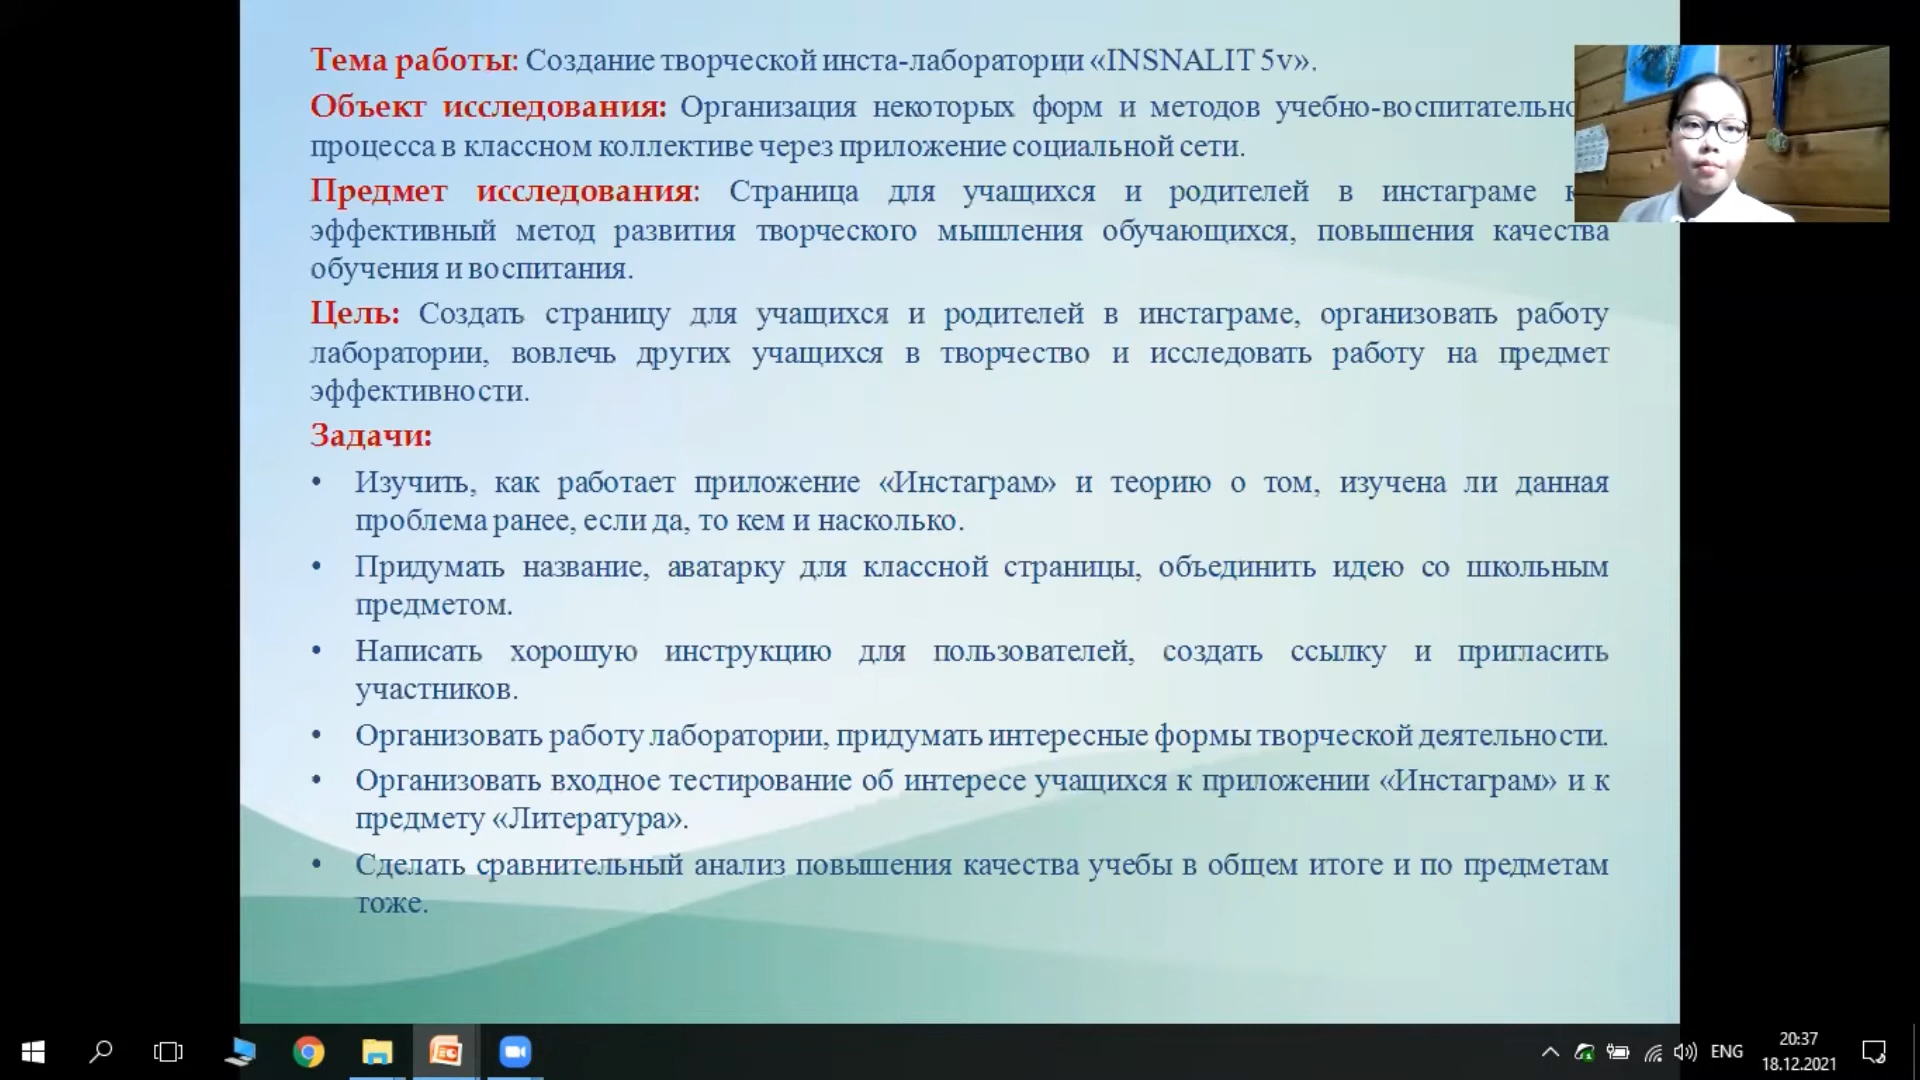 Тема работы: Создание творческой инста-лаборатории «INSNALIT 5v».
Объект исследования: Организация некоторых форм и методов
процесса в классном коллективе через приложение социальной сети.
Предмет исследования: Страница для учащихся и родителей в инстаграме
эффективный метод развития творческого мышления обучающихся, повышения качества
обучения и воспитания.
Цель: Создать страницу для учащихся и родителей в инстаграме, организовать работу
лаборатории, вовлечь других учащихся в творчество и исследовать работу на предмет
эффективности.
Задачи:
• Изучить, как работает приложение «Инстаграм» и теорию о том, изучена ли данная
проблема ранее, если да, то кем и насколько.
• Придумать название, аватарку для классной страницы, объединить идею со школьным
предметом.
• Написать хорошую инструкцию для пользователей, создать ссылку и пригласить
участников.
• Организовать работу лаборатории, придумать интересные формы творческой деятельности.
• Организовать входное тестирование об интересе учащихся к приложении «Инстаграм» и к
предмету «Литература».
• Сделать сравнительный анализ повышения качества учебы в общем итоге и по предметам
тоже.
ENG
20:37
18.12.2021